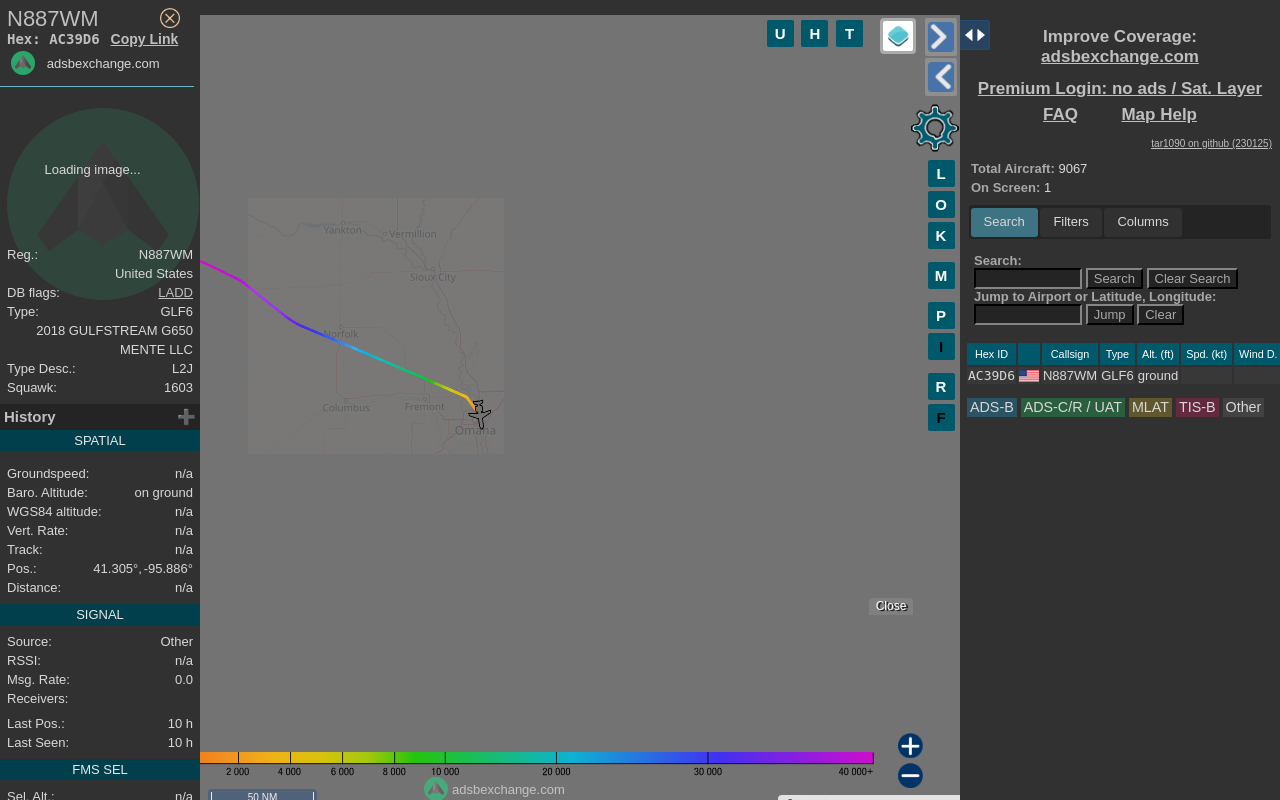 N887WM
Hex: AC39D6 Copy Link
adsbexchange.com
Loading image...
Reg.: N887WM
United States
DB flags: LADD
Type: GLF6
2018 GULFSTREAM G650
MENTE LLC
Type Desc.: L2J
Squawk: 1603
History
SPATIAL
Groundspeed: n/a
Baro. Altitude: on ground
WGS84 altitude: n/a
Vert. Rate: n/a
Track: n/a
Pos.: 41.305°, -95.886°
Distance: n/a
SIGNAL
Source: Other
RSSI: n/a
Msg. Rate: 0.0
Receivers:
Last Pos.: 10 h
Last Seen: 10 h
FMS SEL
Sel. Alt.: n/a
U H T
L
O
K
M
P
I
R
F
Yankton
Vermillion
Sioux City
Norfolk
Columbus
Fremont
Omaha
Close
2 000 4 000 6 000 8 000 10 000 20 000 30 000 40 000+
adsbexchange.com
50 NM
Improve Coverage:
adsbexchange.com
Premium Login: no ads / Sat. Layer
FAQ Map Help
tar1090 on github (230125)
Total Aircraft: 9067
On Screen: 1
Search Filters Columns
Search:
Search Clear Search
Jump to Airport or Latitude, Longitude:
Jump Clear
Hex ID Callsign Type Alt. (ft) Spd. (kt) Wind D.
AC39D6 N887WM GLF6 ground
ADS-B ADS-C/R / UAT MLAT TIS-B Other